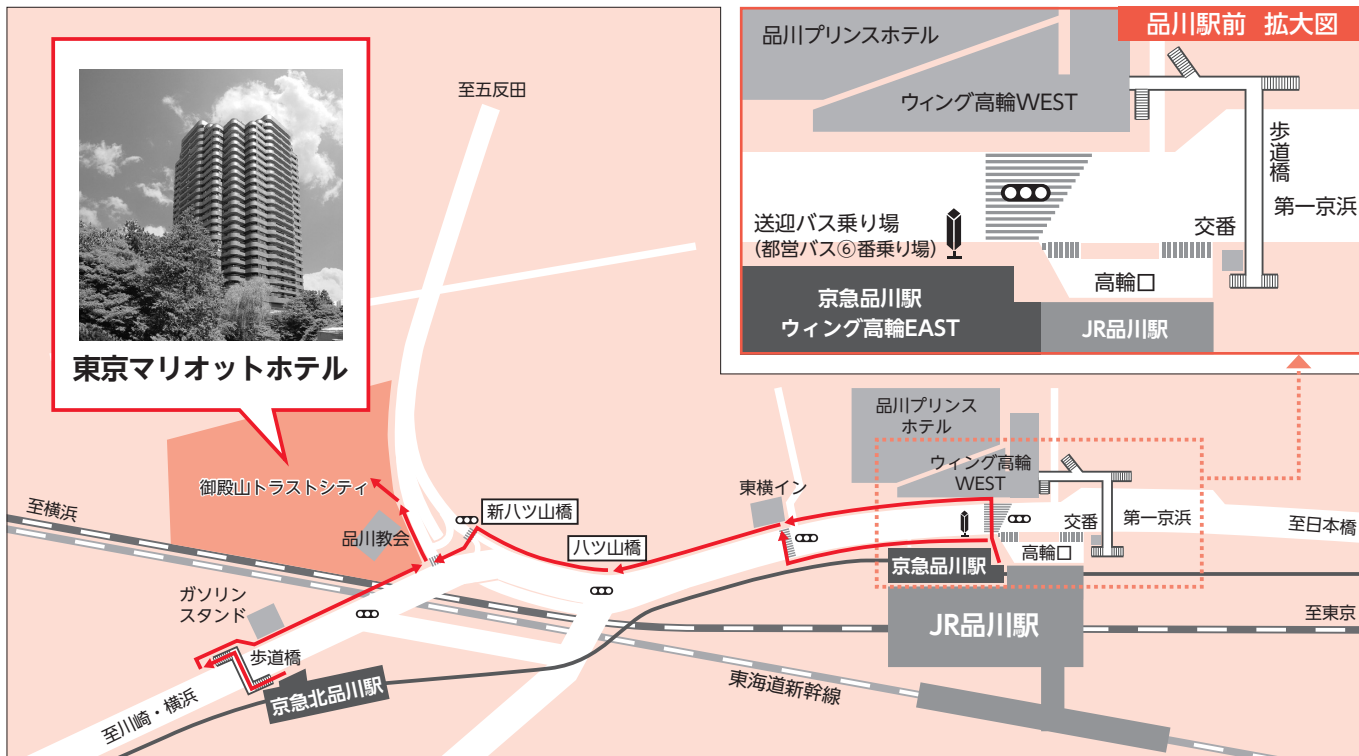 東京マリオットホテル
至五反田
品川駅前 拡大図
品川プリンスホテル
ウィング高輪WEST
歩道橋
第一京浜
交番
送迎バス乗り場
(都営バス⑥番乗り場)
高輪口
京急品川駅
ウィング高輪EAST
JR品川駅
品川プリンス
ホテル
ウィング高輪
WEST
東横イン
交番
第一京浜
至日本橋
高輪口
京急品川駅
JR品川駅
至東京
御殿山トラストシティ
至横浜
新八ツ山橋
品川教会
八ツ山橋
ガソリン
スタンド
歩道橋
京急北品川駅
至川崎・横浜
東海道新幹線